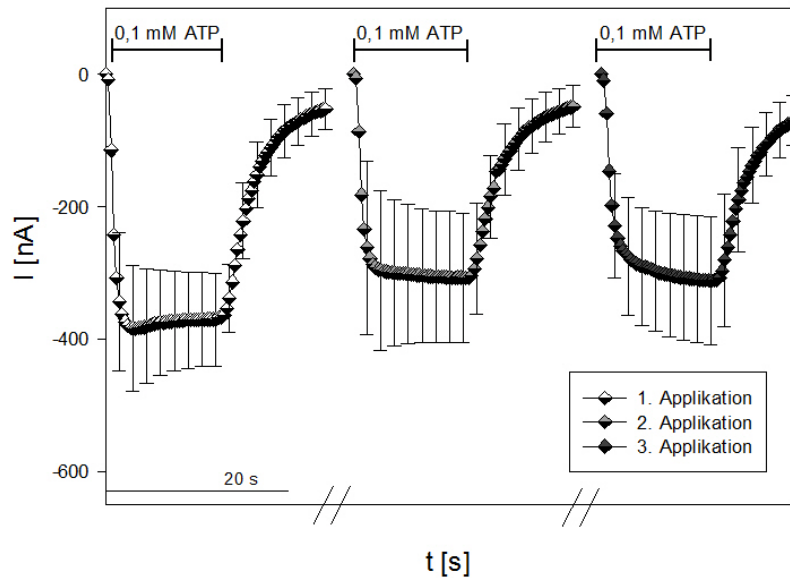 0,1 mM ATP 0,1 mM ATP 0,1 mM ATP
0
-200
-400
-600
I [nA]
1. Applikation
2. Applikation
3. Applikation
20 s
t [s]